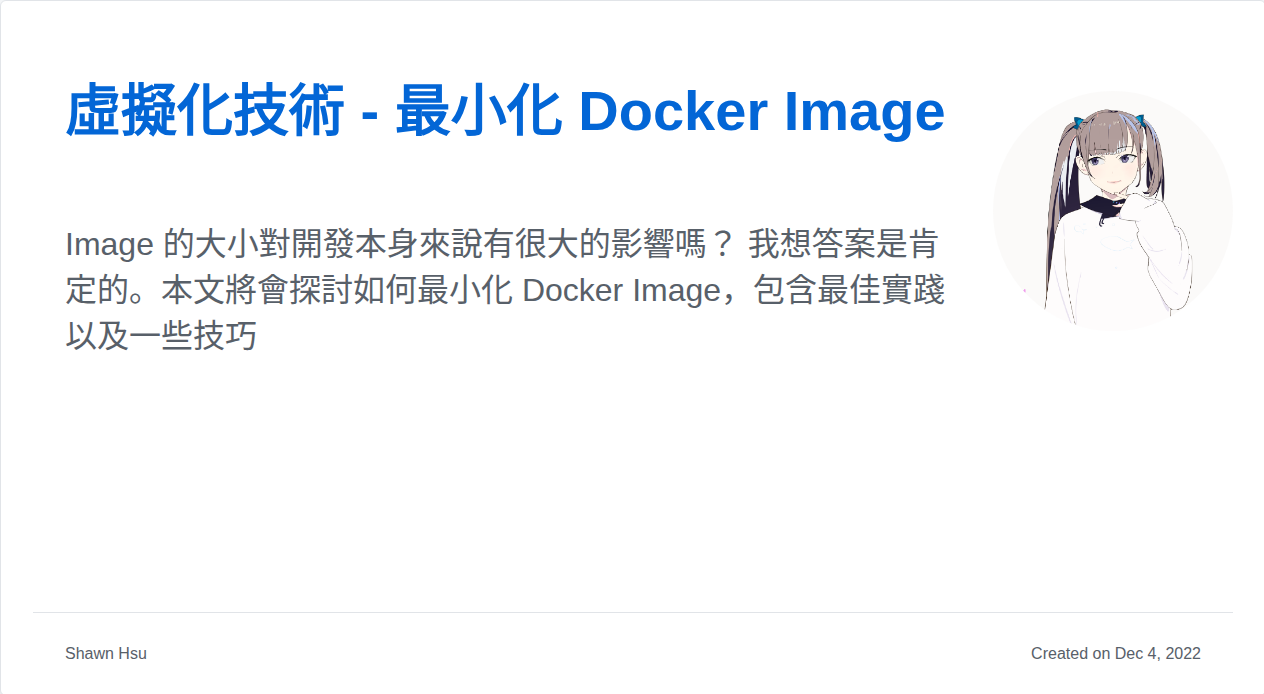 虛擬化技術 - 最小化 Docker Image
Image 的大小對開發本身來說有很大的影響嗎？ 我想答案是肯
定的。本文將會探討如何最小化 Docker Image，包含最佳實踐
以及一些技巧
Shawn Hsu
Created on Dec 4, 2022